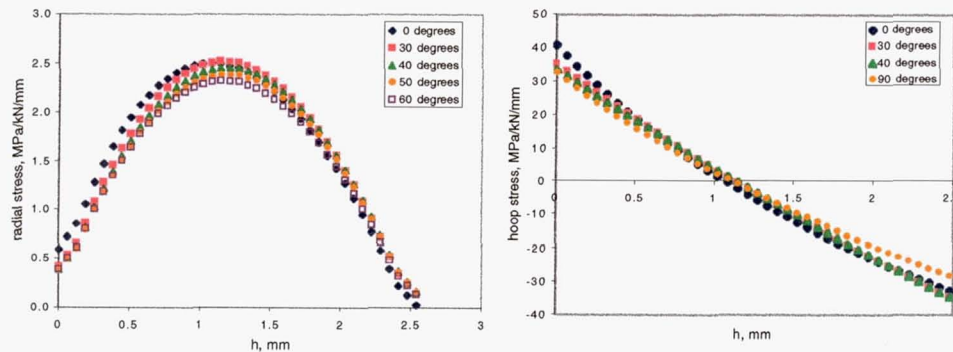 radial stress, MPa/kN/mm
3.0
2.5
2.0
1.5
1.0
0.5
0.0
0
0.5
1
1.5
2
2.5
3
h, mm
0 degrees
30 degrees
40 degrees
50 degrees
60 degrees
hoop stress, MPa/kN/mm
50
40
30
20
10
0
-10
-20
-30
-40
0
0.5
1
1.5
2
2.
h, mm
0 degrees
30 degrees
40 degrees
90 degrees